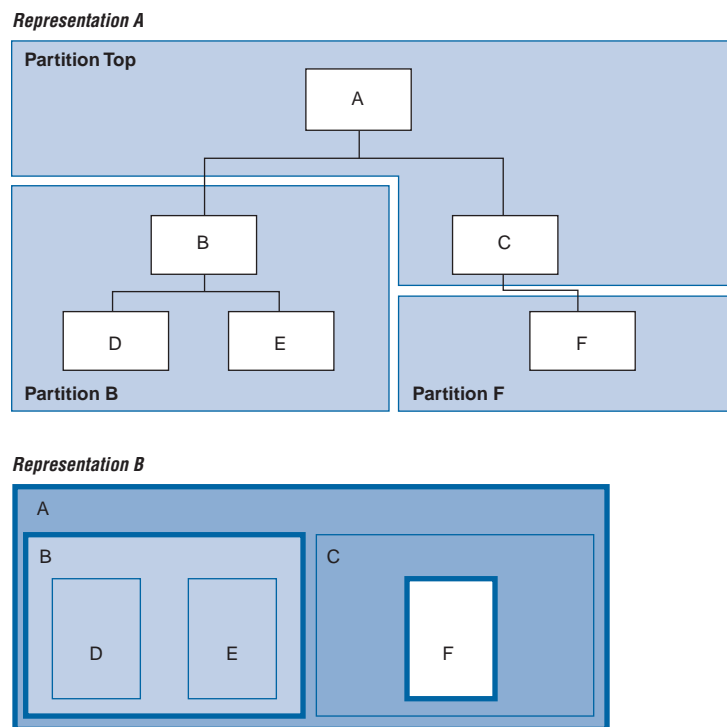 Representation A
Partition Top
A
B
C
D
E
F
Partition B
Partition F
Representation B
A
B
C
D
E
F